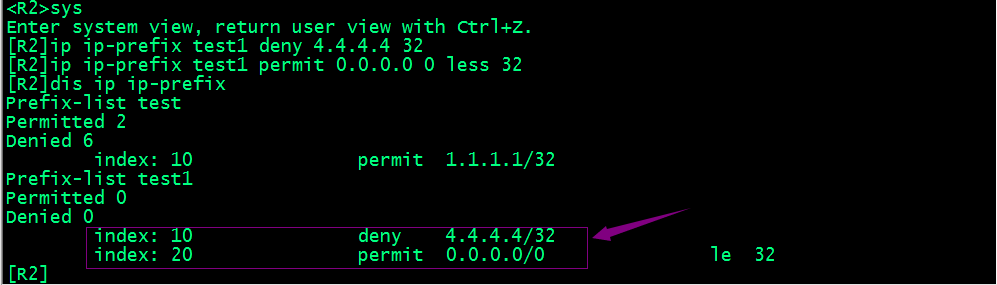 <R2>sys
Enter system view, return user view with Ctrl+Z.
[R2]ip ip-prefix test1 deny 4.4.4.4 32
[R2]ip ip-prefix test1 permit 0.0.0.0 0 less 32
[R2]dis ip ip-prefix
Prefix-list test
Permitted 2
Denied 6
index: 10 permit 1.1.1.1/32
Prefix-list test1
Permitted 0
Denied 0
index: 10 deny 4.4.4.4/32
index: 20 permit 0.0.0.0/0 le 32
[R2]